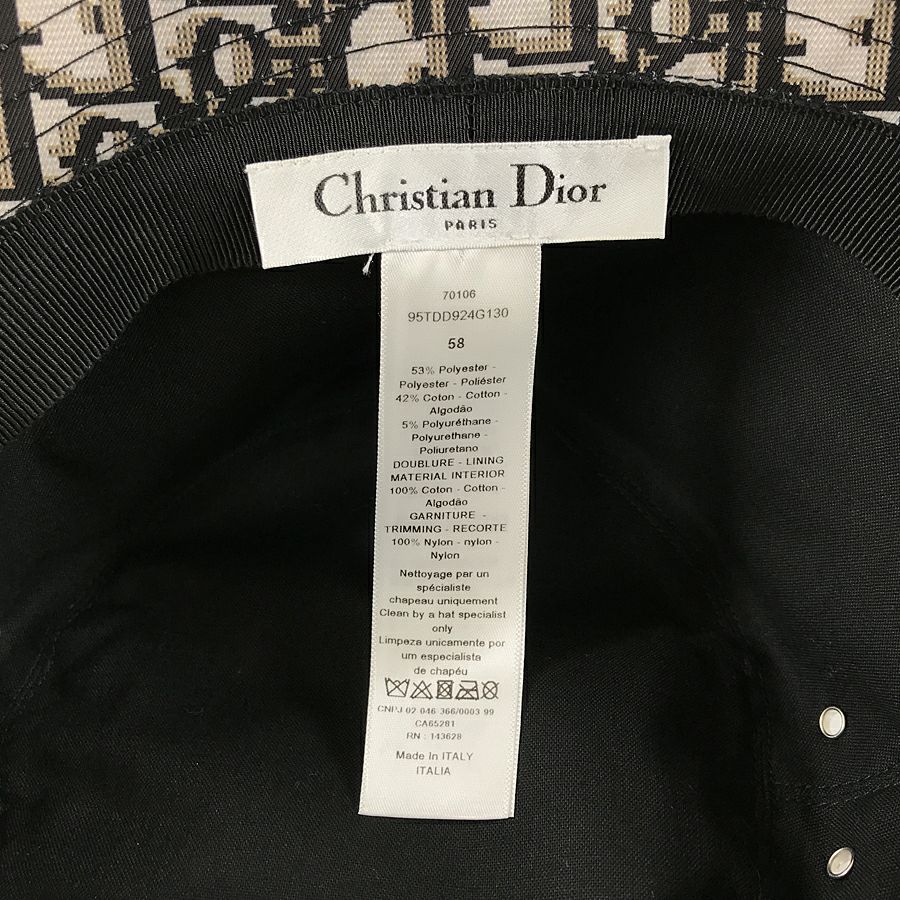 Christian Dior
PARIS
70106
95TDD924G130
58
53% Polyester -
Polyester - Poliéster
42% Coton - Cotton -
Algodão
5% Polyuréthane -
Polyurethane -
Poliuretano
DOUBLURE - LINING
MATERIAL INTERIOR
100% Coton - Cotton -
Algodão
GARNITURE -
TRIMMING - RECORTE
100% Nylon - nylon -
Nylon
Nettoyage par un
spécialiste
chapeau uniquement
Clean by a hat specialist
only
Limpeza unicamente por
um especialista
de chapéu
CNPJ 02 046 366/0003 99
CA65281
RN : 143628
Made In ITALY
ITALIA